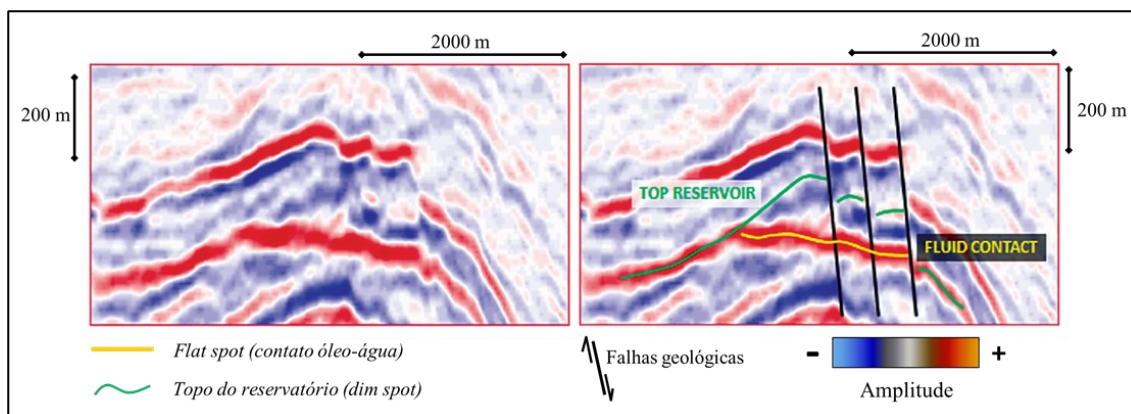 2000 m
2000 m
200 m
200 m
TOP RESERVOIR
FLUID CONTACT
Flat spot (contato óleo-água)
Topo do reservatório (dim spot)
Falhas geológicas
- +
Amplitude